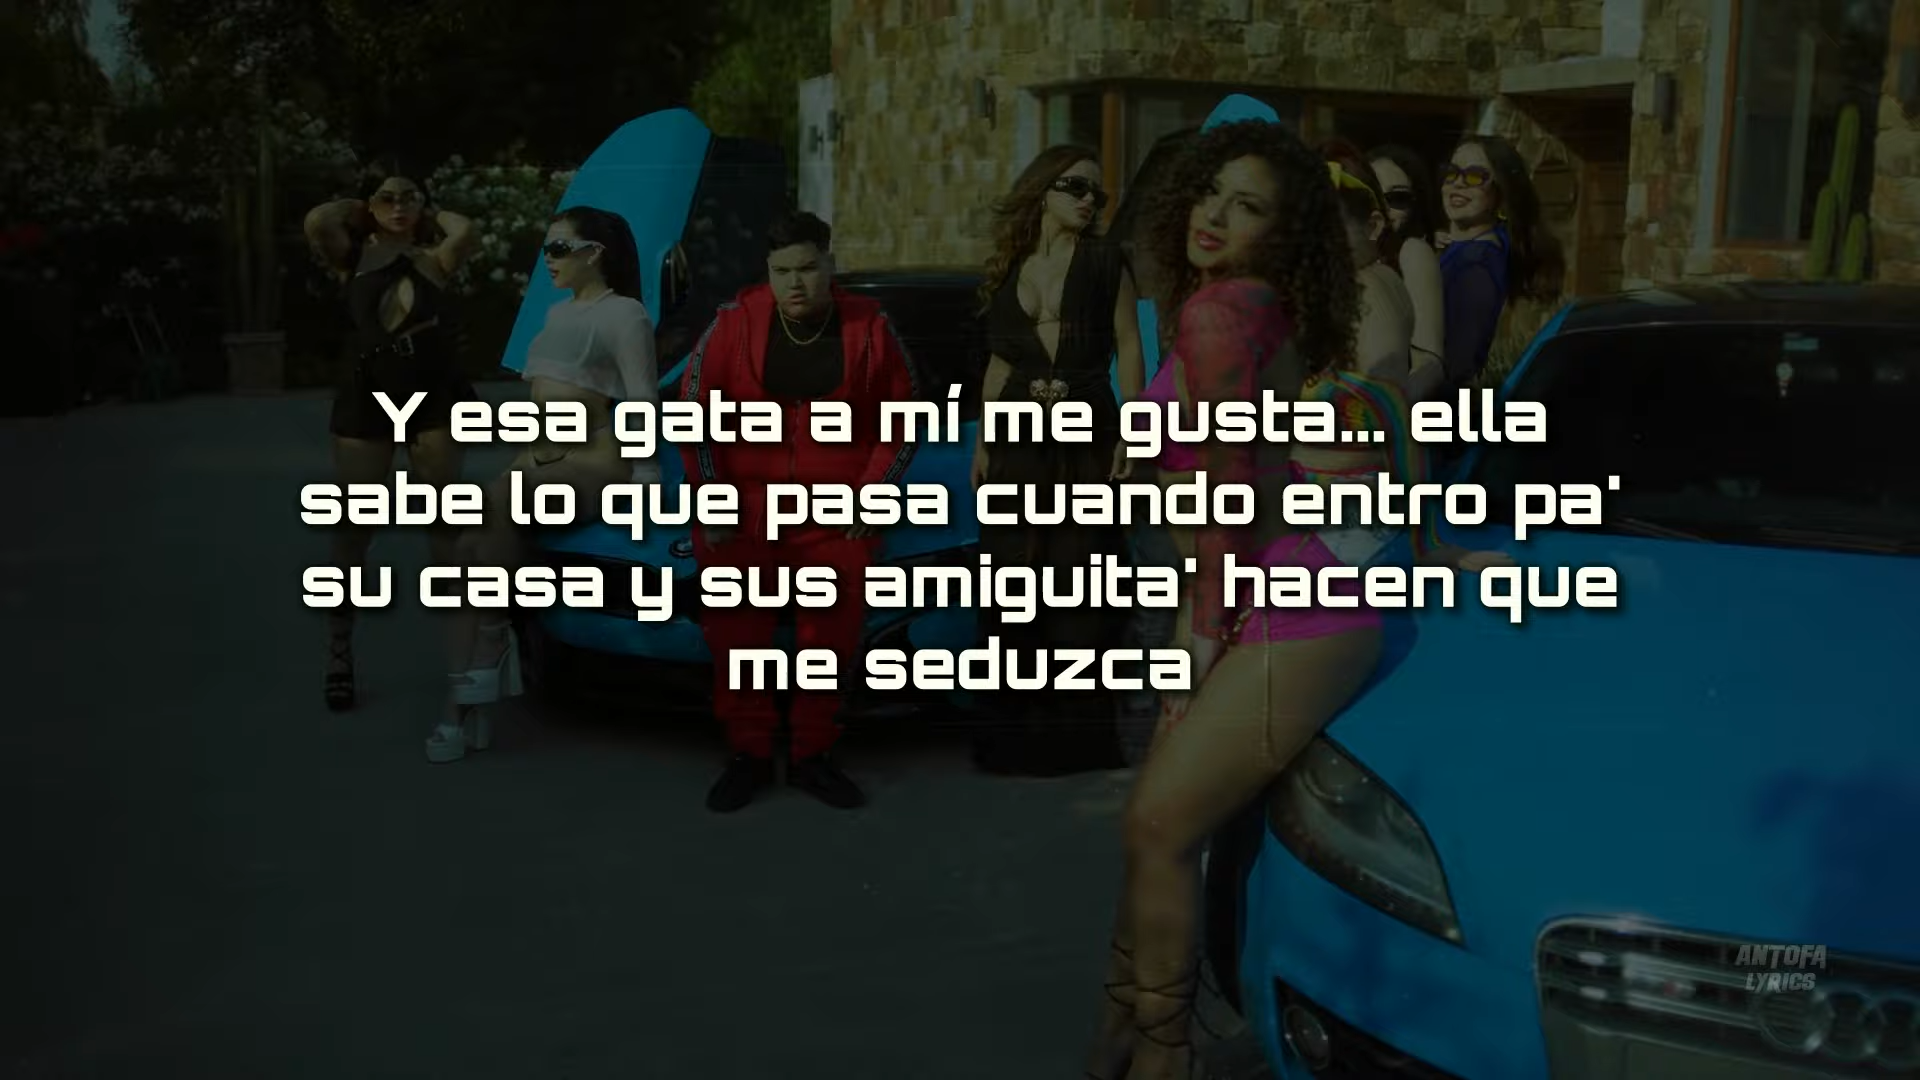 Y esa gata a mí me gusta... ella
sabe lo que pasa cuando entro pa'
su casa y sus amiguita' hacen que
me seduzca
ANTOFA
LYRICS